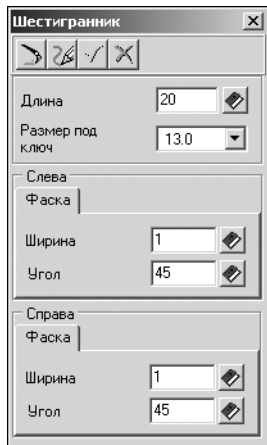 Шестигранник
Длина 20
Размер под
ключ 13.0
Слева
Фаска
Ширина 1
Угол 45
Справа
Фаска
Ширина 1
Угол 45